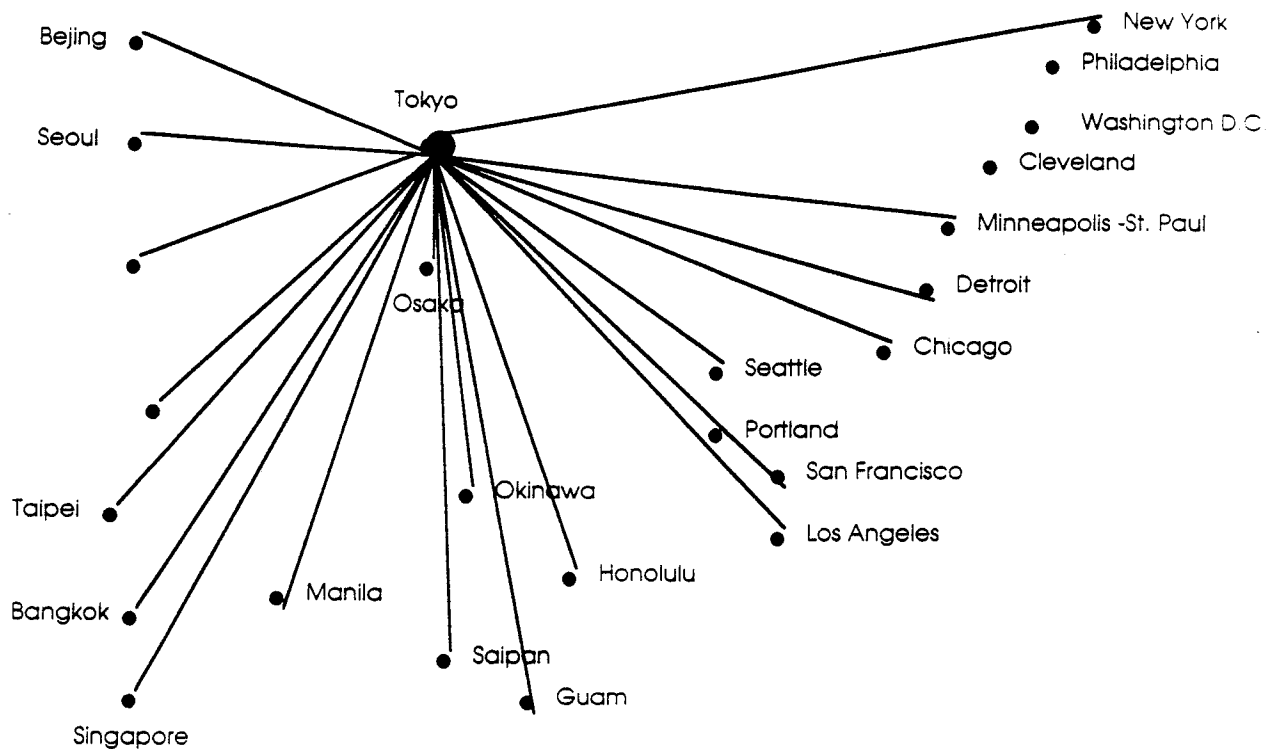 Bejing
New York
Philadelphia
Tokyo
Washington D.C.
Seoul
Cleveland
Minneapolis -St. Paul
Detroit
Osaka
Chicago
Seattle
Portland
San Francisco
Okinawa
Taipei
Los Angeles
Honolulu
Manila
Bangkok
Saipan
Guam
Singapore